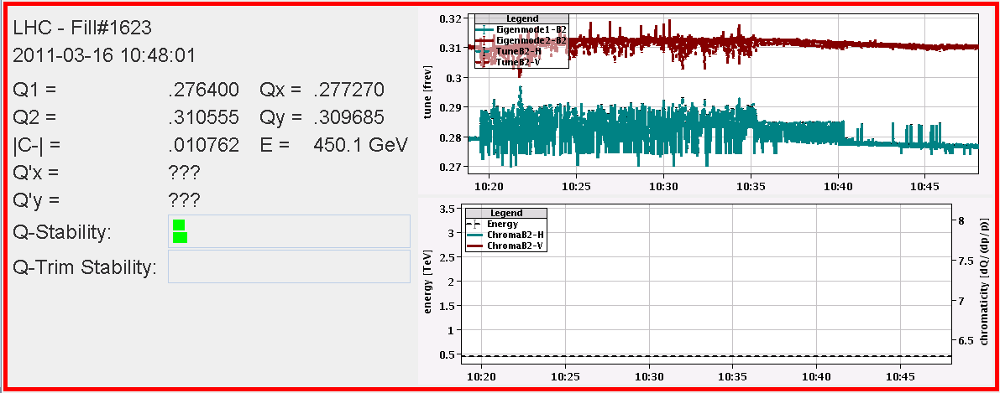 LHC - Fill#1623
2011-03-16 10:48:01
Q1 = .276400 Qx = .277270
Q2 = .310555 Qy = .309685
|C-| = .010762 E = 450.1 GeV
Q'x = ???
Q'y = ???
Q-Stability:
Q-Trim Stability:
Legend
Eigenmode1-B2
Eigenmode2-B2
TuneB2-H
TuneB2-V
tune [frev]
0.32
0.31
0.3
0.29
0.28
0.27
10:20 10:25 10:30 10:35 10:40 10:45
Legend
Energy
ChromaB2-H
ChromaB2-V
energy [TeV]
3.5
3
2.5
2
1.5
1
0.5
8
7.5
7
6.5
chromaticity [dQ/(dp/p)]
10:20 10:25 10:30 10:35 10:40 10:45